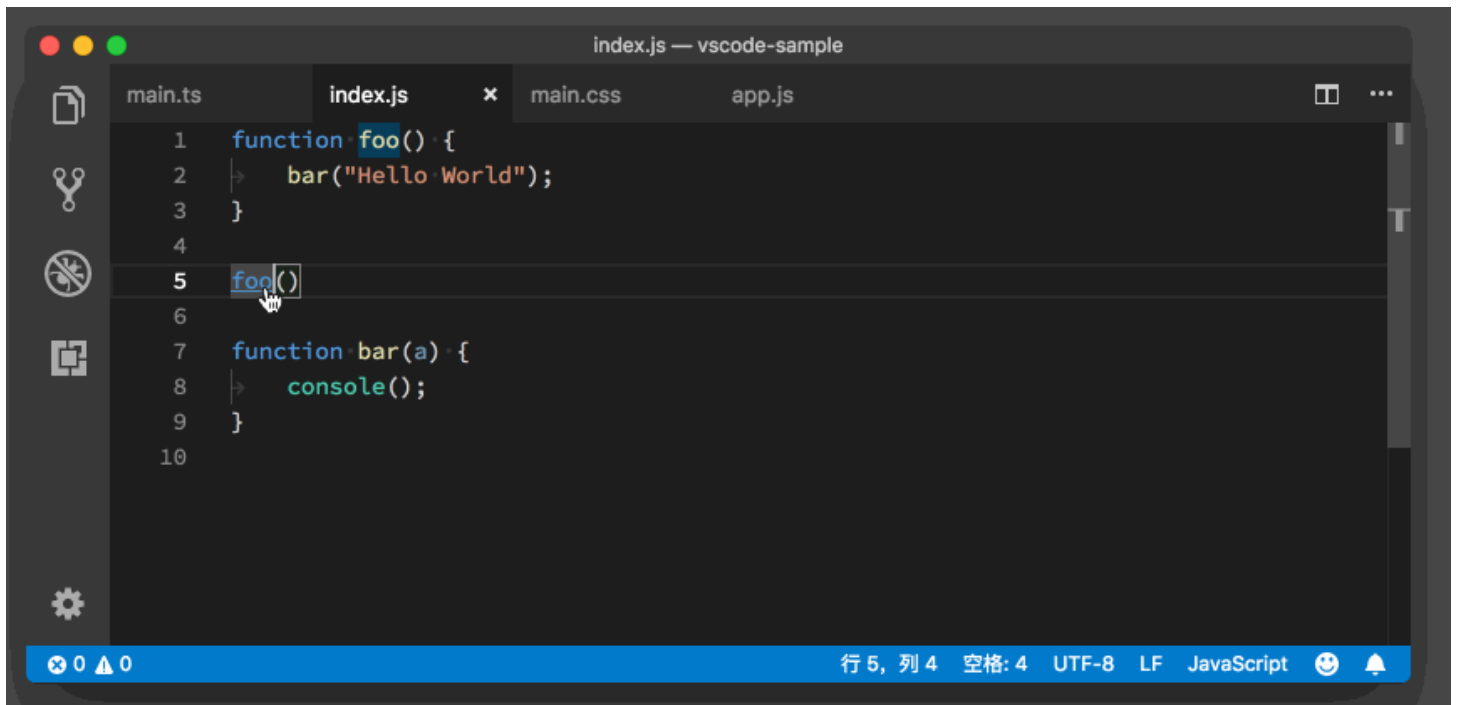 index.js — vscode-sample
main.ts index.js × main.css app.js
1 function foo() {
2 bar("Hello World");
3 }
4
5 foo()
6
7 function bar(a) {
8 console();
9 }
10
0 0 行 5，列 4 空格: 4 UTF-8 LF JavaScript